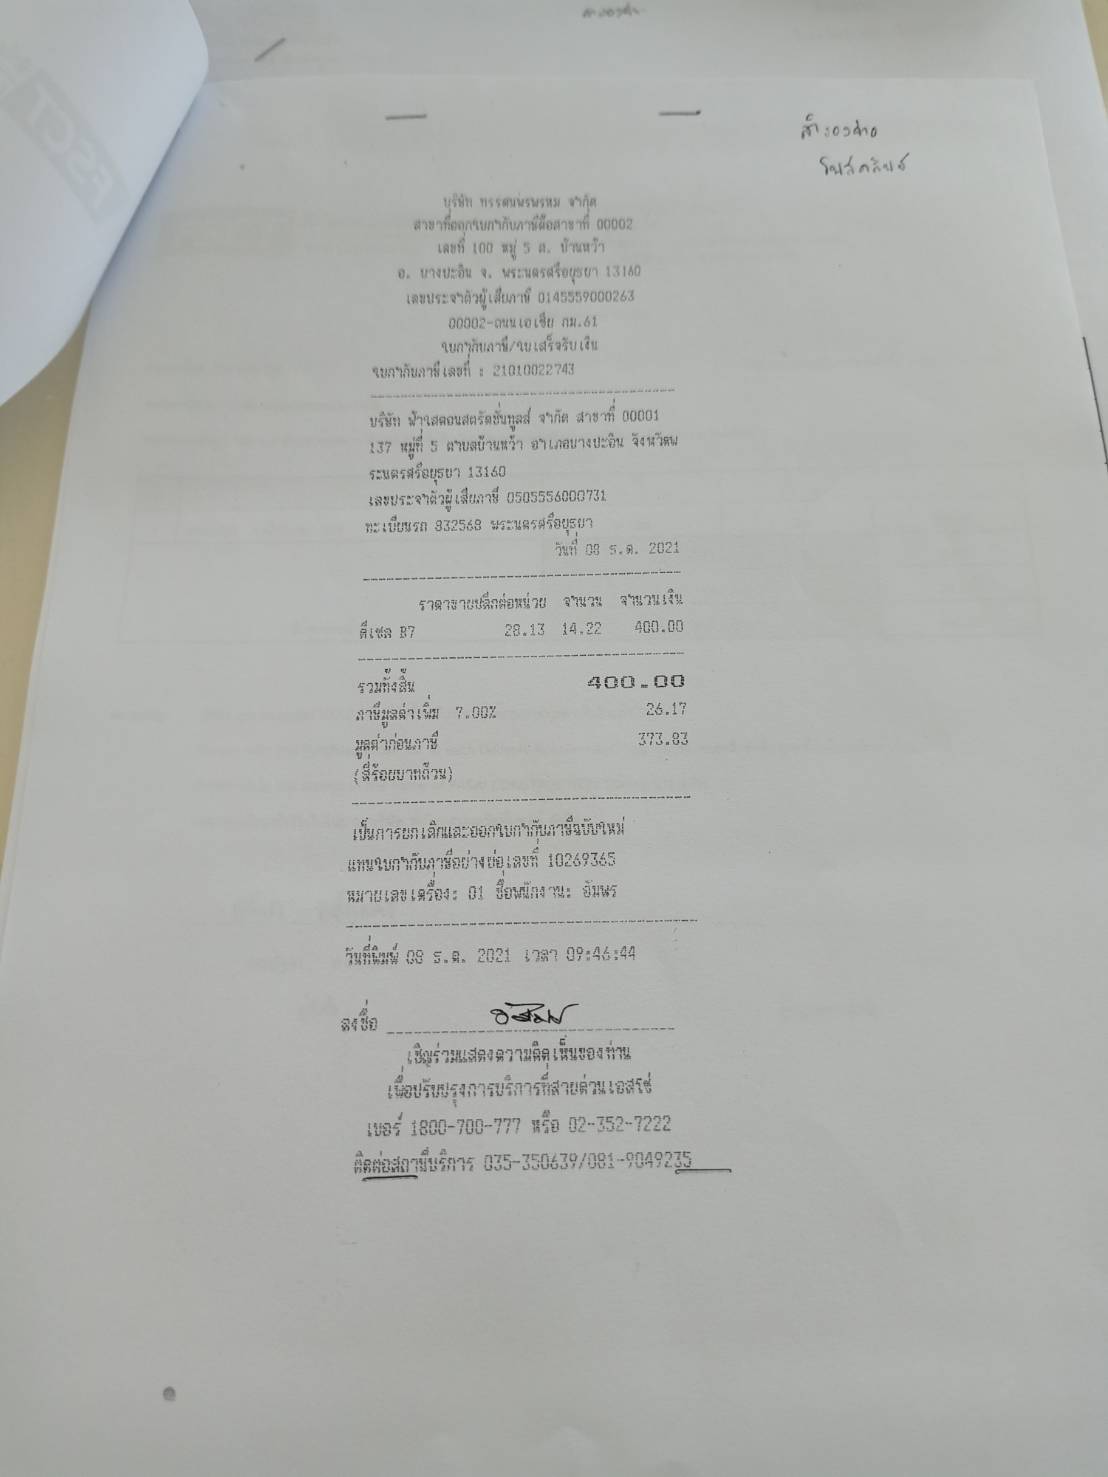 สำรองจ่าย
บริษัท ทรรศนพรพรหม จำกัด
สาขาที่ออกใบกำกับภาษีคือสาขาที่ 00002
เลขที่ 100 หมู่ 5 ต. บ้านหว้า
อ. บางปะอิน จ. พระนครศรีอยุธยา 13160
เลขประจำตัวผู้เสียภาษี 0145559000263
00002-ถนนเอเซีย กม.61
ใบกำกับภาษี/ใบเสร็จรับเงิน
ใบกำกับภาษีเลขที่ : 21010022743
บริษัท ฟ้าใสคอนสตรัคชั่นทูลส์ จำกัด สาขาที่ 00001
137 หมู่ที่ 5 ตำบลบ้านหว้า อำเภอบางปะอิน จังหวัดพ
ระนครศรีอยุธยา 13160
เลขประจำตัวผู้เสียภาษี 0505556000731
ทะเบียนรถ 832568 พระนครศรีอยุธยา
วันที่ 08 ธ.ค. 2021
ราคาขายปลีกต่อหน่วย จำนวน จำนวนเงิน
ดีเซล B7 28.13 14.22 400.00
รวมทั้งสิ้น 400.00
ภาษีมูลค่าเพิ่ม 7.00% 26.17
มูลค่าก่อนภาษี 373.83
(สี่ร้อยบาทถ้วน)
เป็นการยกเลิกและออกใบกำกับภาษีฉบับใหม่
แทนใบกำกับภาษีอย่างย่อเลขที่ 10269365
หมายเลขเครื่อง: 01 ชื่อพนักงาน: อัมพร
วันที่พิมพ์ 08 ธ.ค. 2021 เวลา 09:46:44
ลงชื่อ
เชิญร่วมแสดงความคิดเห็นของท่าน
เพื่อปรับปรุงการบริการที่สายด่วนเอสโซ่
เบอร์ 1800-700-777 หรือ 02-352-7222
ติดต่อสถานีบริการ 035-350639/081-9049235